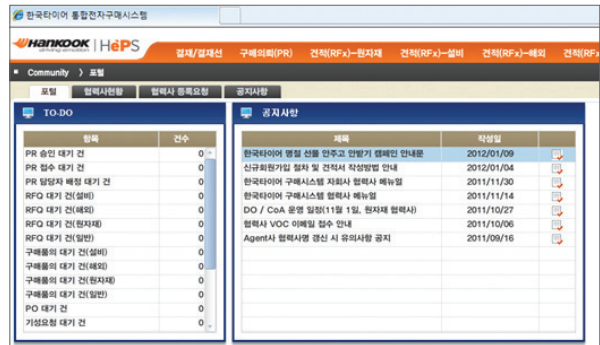 한국타이어 통합전자구매시스템
HANKOOK | HePS
driving emotion
결재/결재선 구매의뢰(PR) 견적(RFx)-원자재 견적(RFx)-설비 견적(RFx)-해외 견적(RFx
Community 〉 포털
포털 협력사현황 협력사 등록요청 공지사항
TO-DO
항목 건수
PR 승인 대기 건 0
PR 접수 대기 건 0
PR 담당자 배정 대기 건 0
RFQ 대기 건(설비) 0
RFQ 대기 건(해외) 0
RFQ 대기 건(원자재) 0
RFQ 대기 건(일반) 0
구매품의 대기 건(설비) 0
구매품의 대기 건(해외) 0
구매품의 대기 건(원자재) 0
구매품의 대기 건(일반) 0
PO 대기 건 0
기성요청 대기 건 0
공지사항
제목 작성일
한국타이어 명절 선물 안주고 안받기 캠페인 안내문 2012/01/09
신규회원가입 절차 및 견적서 작성방법 안내 2012/01/04
한국타이어 구매시스템 자회사 협력사 메뉴얼 2011/11/30
한국타이어 구매시스템 협력사 메뉴얼 2011/11/14
DO / CoA 운영 일정(11월 1일, 원자재 협력사) 2011/10/27
협력사 VOC 이메일 접수 안내 2011/10/06
Agent사 협력사명 갱신 시 유의사항 공지 2011/09/16